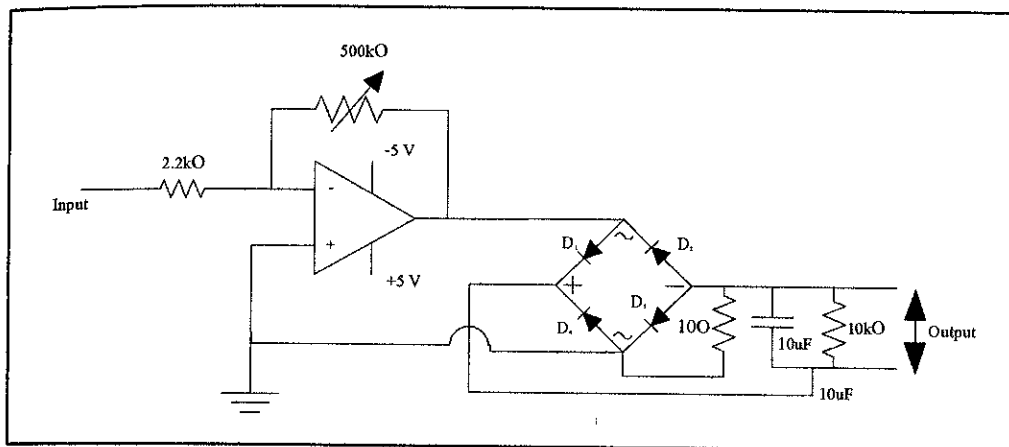 500kO
-5 V
2.2kO
Input
-
+
+5 V
~
D₁
D₂
+
-
D₄
D₃
~
10O
10uF
10kO
Output
10uF